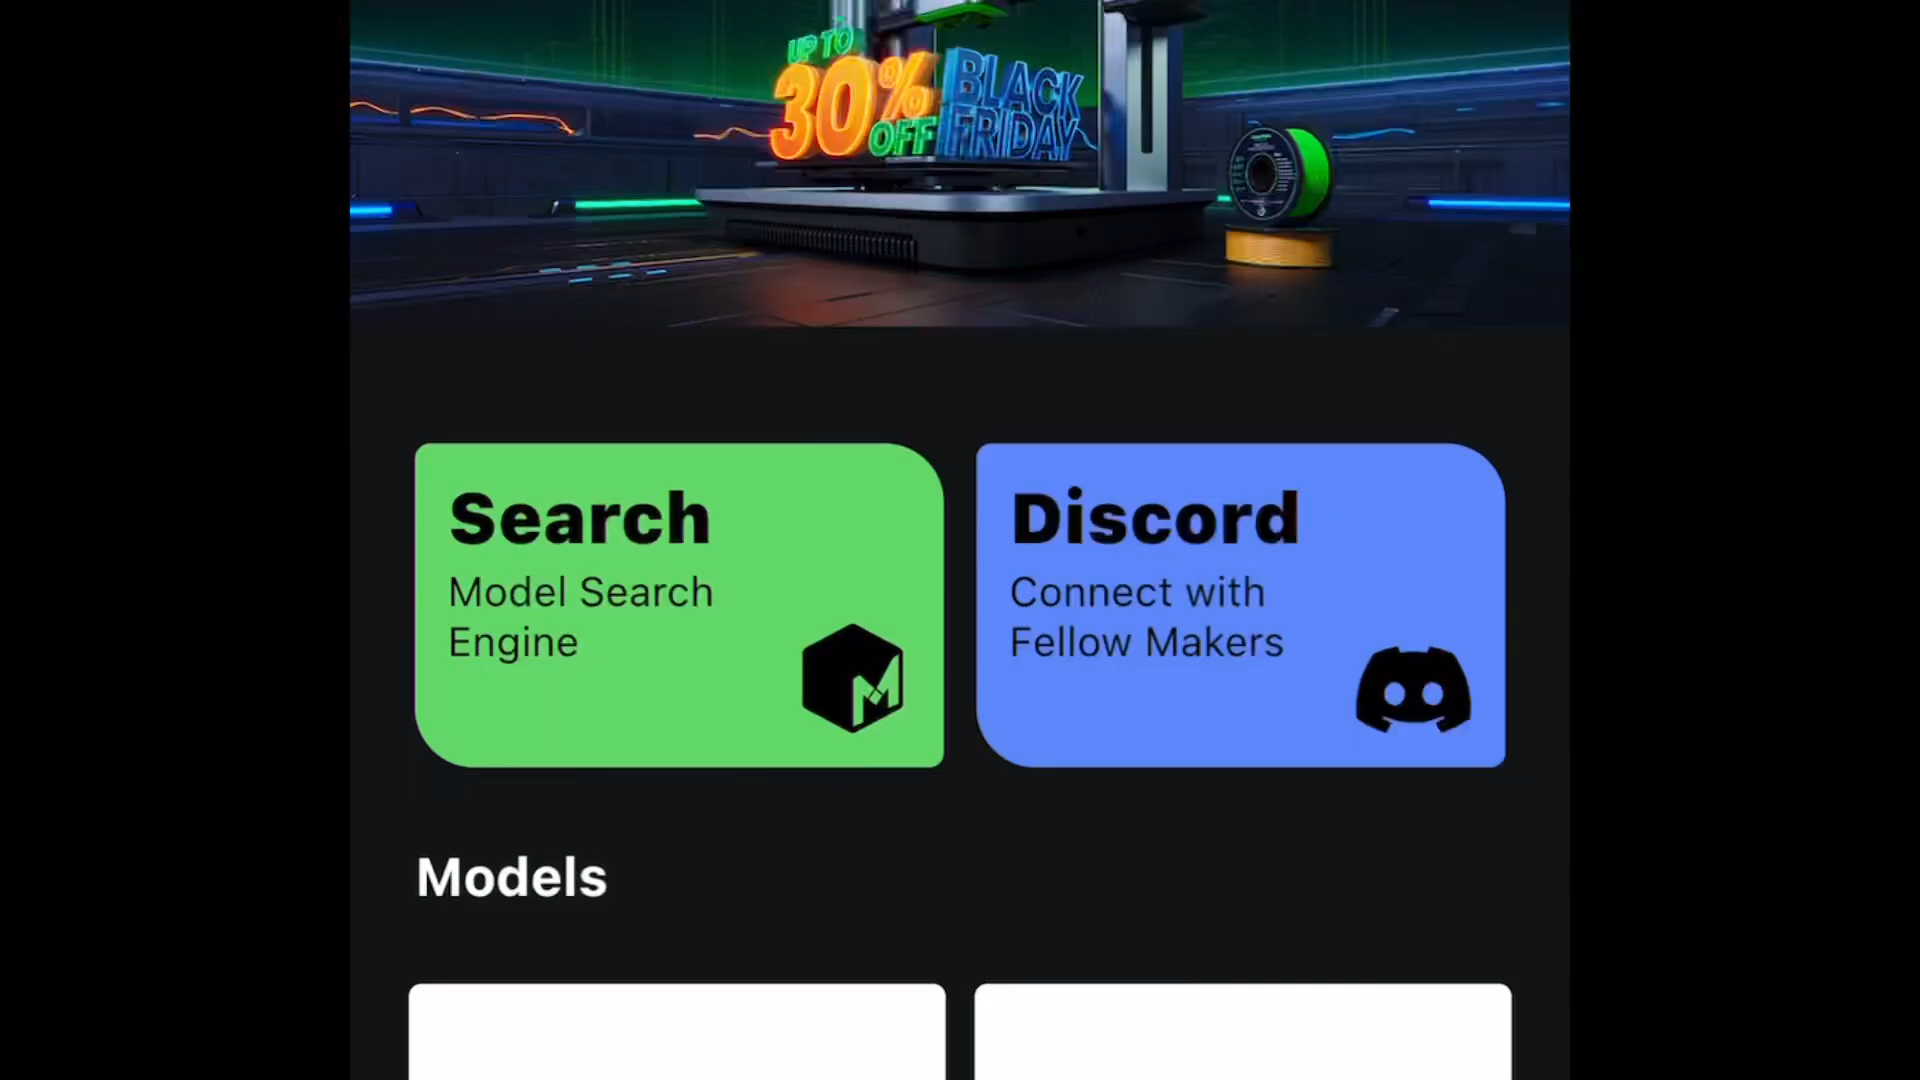 UP TO
30% OFF
BLACK
FRIDAY
Search
Model Search
Engine
Discord
Connect with
Fellow Makers
Models